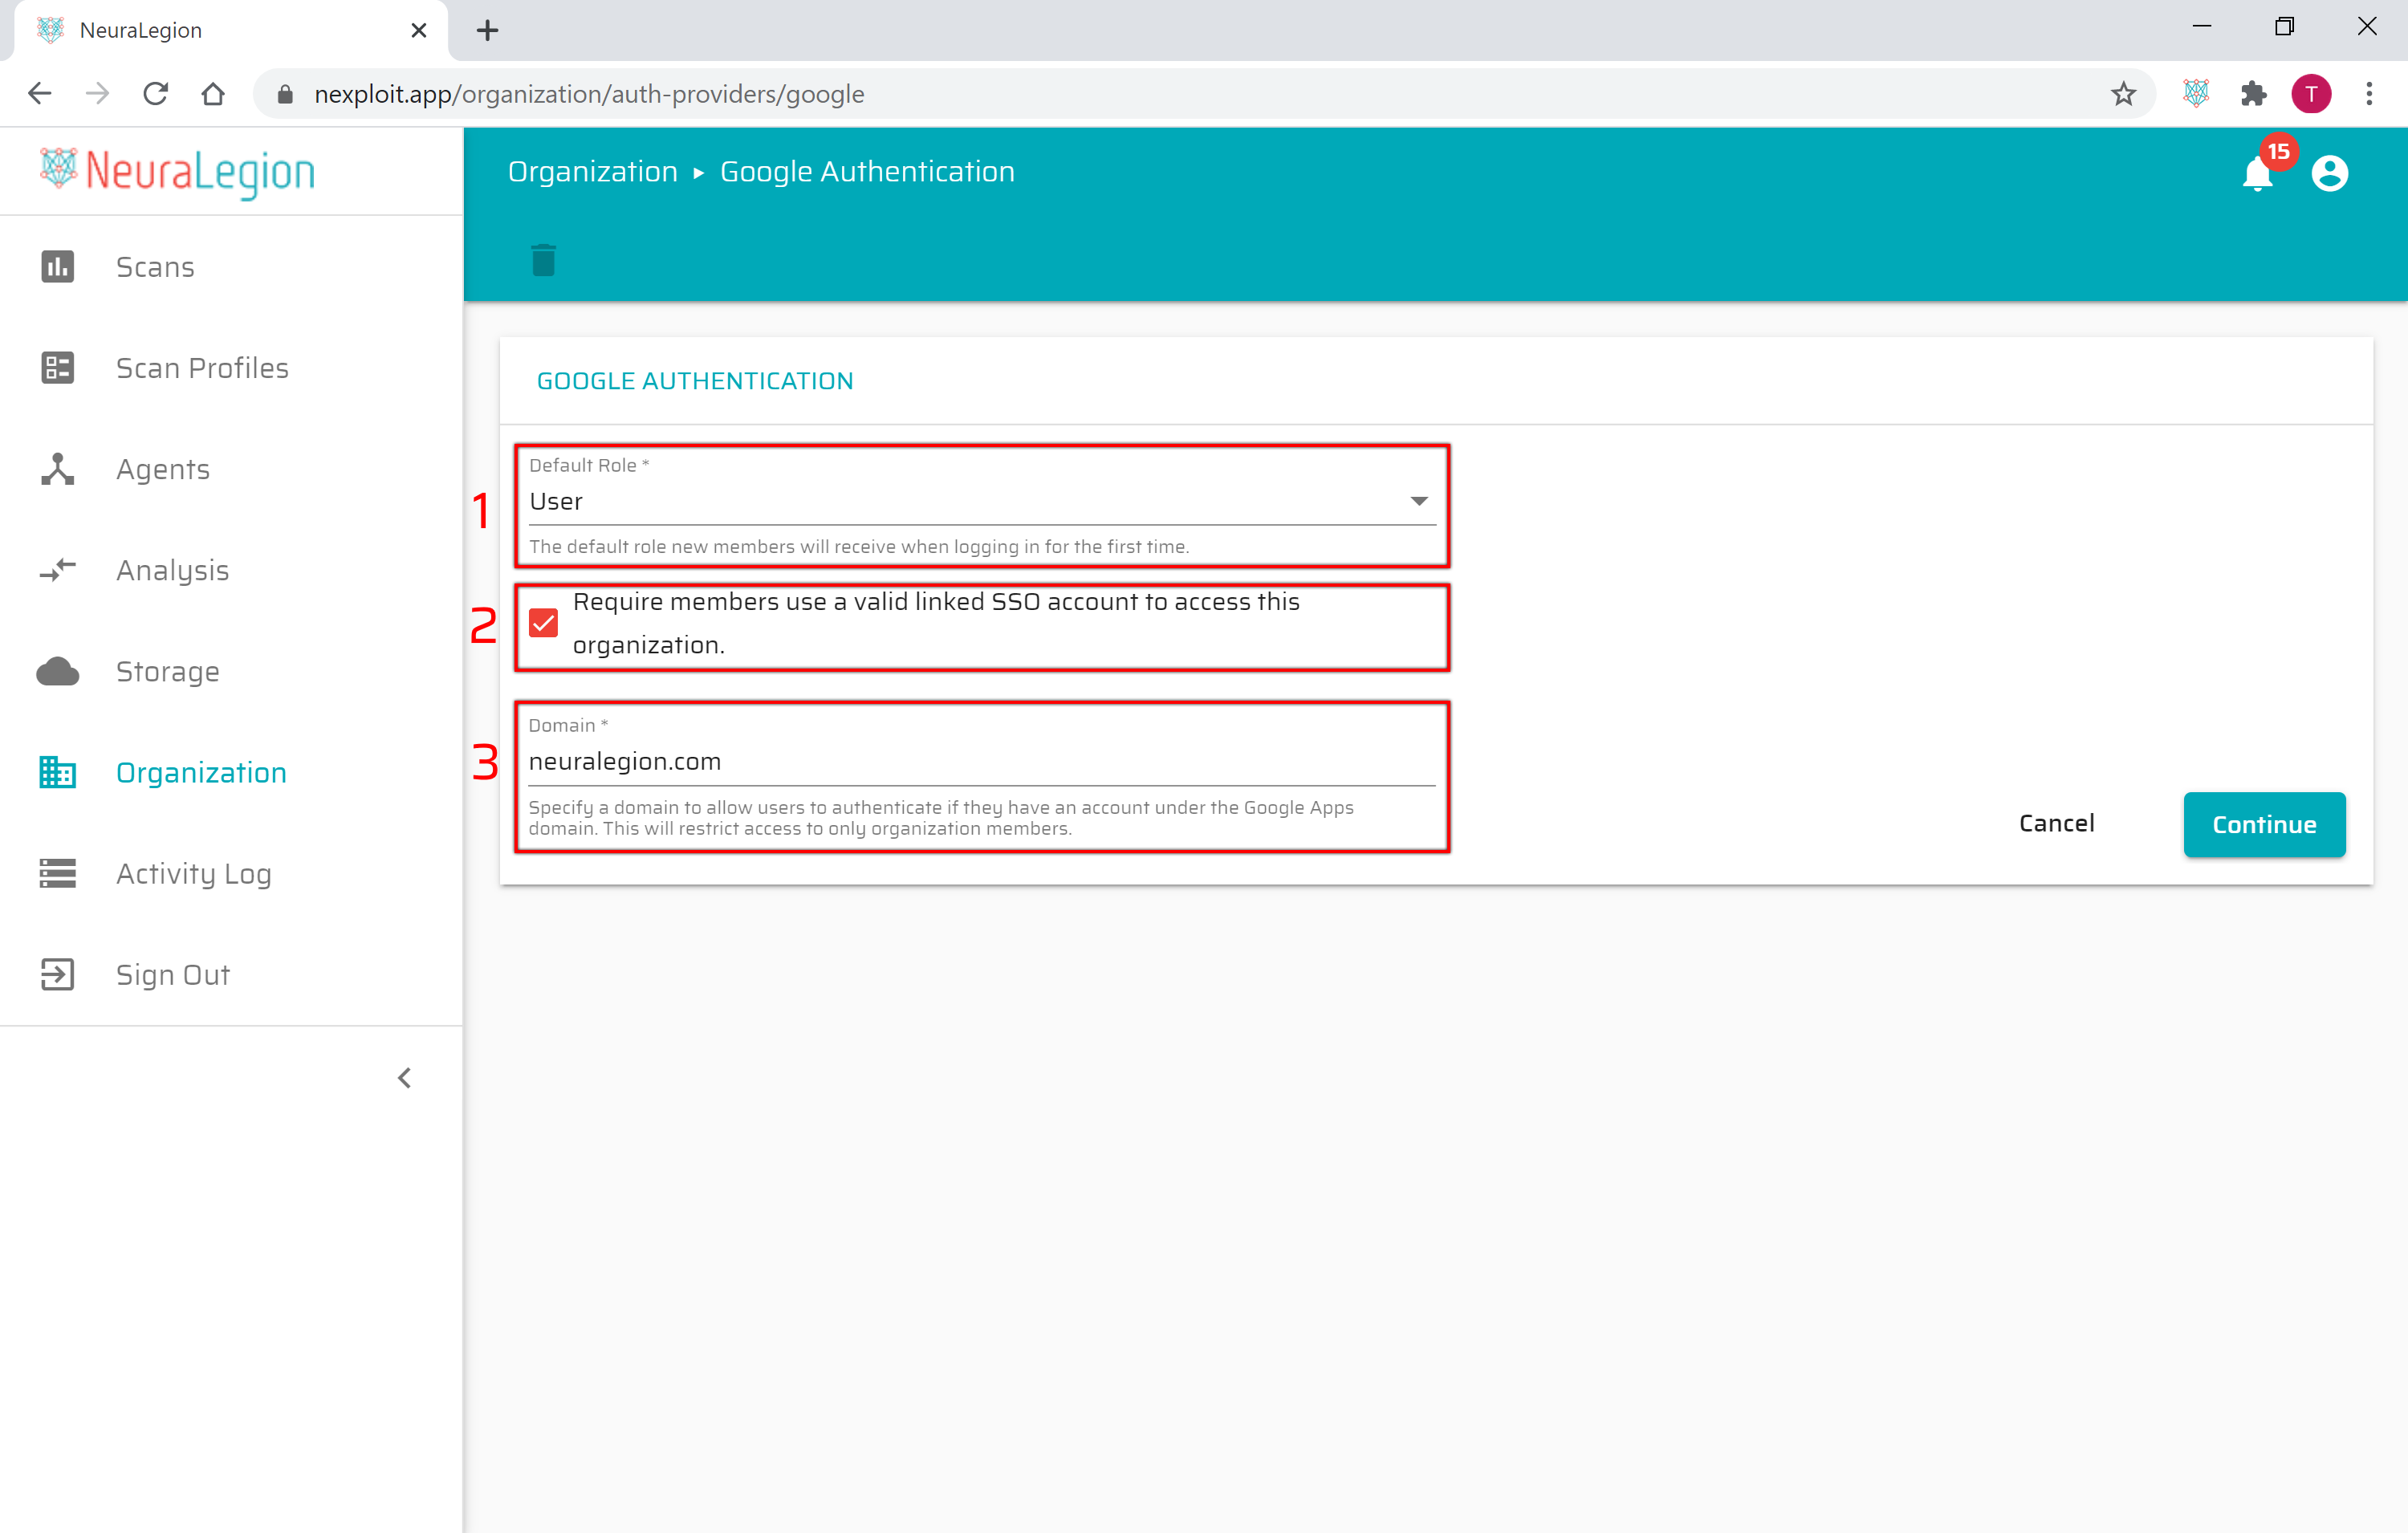 NeuraLegion
nexploit.app/organization/auth-providers/google
T
NeuraLegion
Organization ▸ Google Authentication
15
Scans
Scan Profiles
Agents
Analysis
Storage
Organization
Activity Log
Sign Out
GOOGLE AUTHENTICATION
1
Default Role *
User
The default role new members will receive when logging in for the first time.
2
Require members use a valid linked SSO account to access this
organization.
3
Domain *
neuralegion.com
Specify a domain to allow users to authenticate if they have an account under the Google Apps
domain. This will restrict access to only organization members.
Cancel
Continue